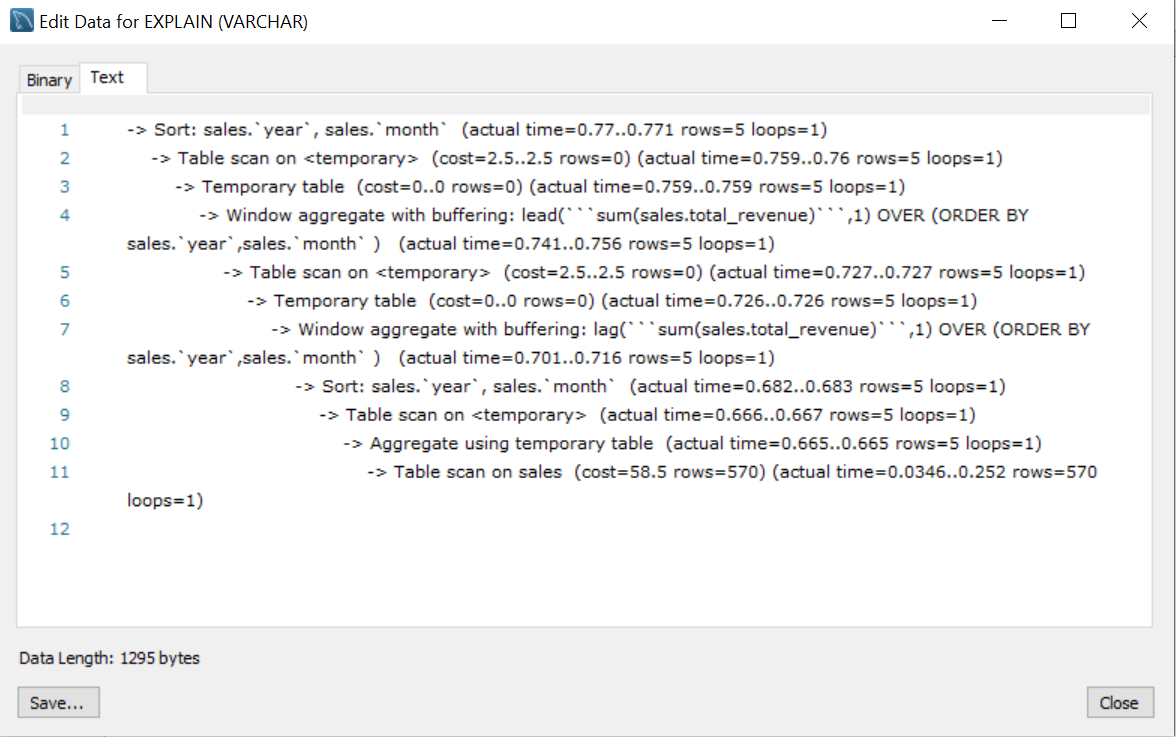 Edit Data for EXPLAIN (VARCHAR)
Binary Text
1 -> Sort: sales.`year`, sales.`month` (actual time=0.77..0.771 rows=5 loops=1)
2 -> Table scan on <temporary> (cost=2.5..2.5 rows=0) (actual time=0.759..0.76 rows=5 loops=1)
3 -> Temporary table (cost=0..0 rows=0) (actual time=0.759..0.759 rows=5 loops=1)
4 -> Window aggregate with buffering: lead(```sum(sales.total_revenue)```,1) OVER (ORDER BY
sales.`year`,sales.`month` ) (actual time=0.741..0.756 rows=5 loops=1)
5 -> Table scan on <temporary> (cost=2.5..2.5 rows=0) (actual time=0.727..0.727 rows=5 loops=1)
6 -> Temporary table (cost=0..0 rows=0) (actual time=0.726..0.726 rows=5 loops=1)
7 -> Window aggregate with buffering: lag(```sum(sales.total_revenue)```,1) OVER (ORDER BY
sales.`year`,sales.`month` ) (actual time=0.701..0.716 rows=5 loops=1)
8 -> Sort: sales.`year`, sales.`month` (actual time=0.682..0.683 rows=5 loops=1)
9 -> Table scan on <temporary> (actual time=0.666..0.667 rows=5 loops=1)
10 -> Aggregate using temporary table (actual time=0.665..0.665 rows=5 loops=1)
11 -> Table scan on sales (cost=58.5 rows=570) (actual time=0.0346..0.252 rows=570
loops=1)
12
Data Length: 1295 bytes
Save... Close